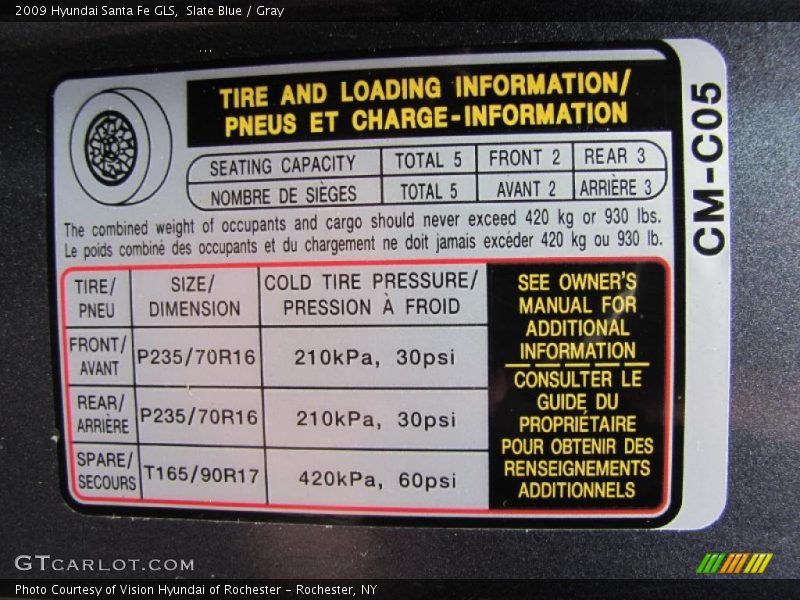 2009 Hyundai Santa Fe GLS, Slate Blue / Gray
TIRE AND LOADING INFORMATION/
PNEUS ET CHARGE-INFORMATION
SEATING CAPACITY TOTAL 5 FRONT 2 REAR 3
NOMBRE DE SIÈGES TOTAL 5 AVANT 2 ARRIÈRE 3
The combined weight of occupants and cargo should never exceed 420 kg or 930 lbs.
Le poids combiné des occupants et du chargement ne doit jamais excéder 420 kg ou 930 lb.
TIRE/
PNEU
SIZE/
DIMENSION
COLD TIRE PRESSURE/
PRESSION À FROID
FRONT/
AVANT
P235/70R16
210kPa, 30psi
REAR/
ARRIÈRE
P235/70R16
210kPa, 30psi
SPARE/
SECOURS
T165/90R17
420kPa, 60psi
SEE OWNER'S
MANUAL FOR
ADDITIONAL
INFORMATION
CONSULTER LE
GUIDE DU
PROPRIÉTAIRE
POUR OBTENIR DES
RENSEIGNEMENTS
ADDITIONNELS
CM-C05
GTCARLOT.COM
Photo Courtesy of Vision Hyundai of Rochester - Rochester, NY